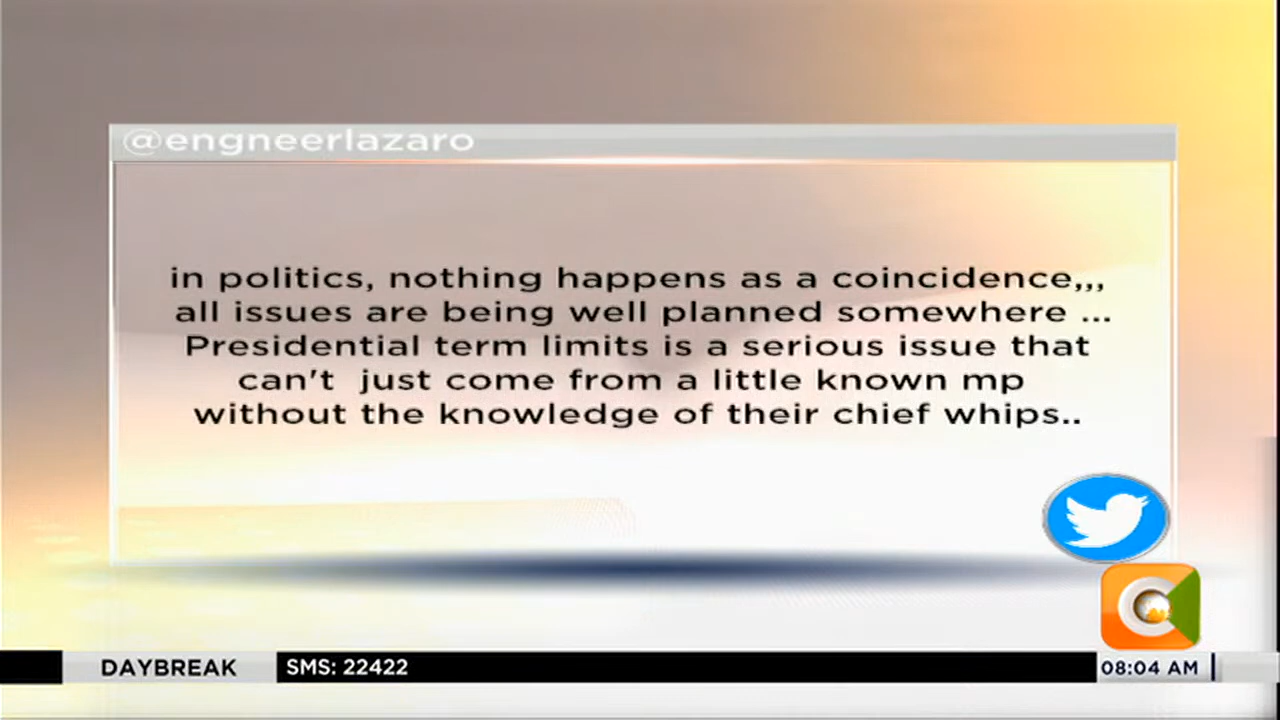 @engneerlazaro
in politics, nothing happens as a coincidence,,,
all issues are being well planned somewhere ...
Presidential term limits is a serious issue that
can't  just come from a little known mp
without the knowledge of their chief whips..
DAYBREAK
SMS: 22422
08:04 AM